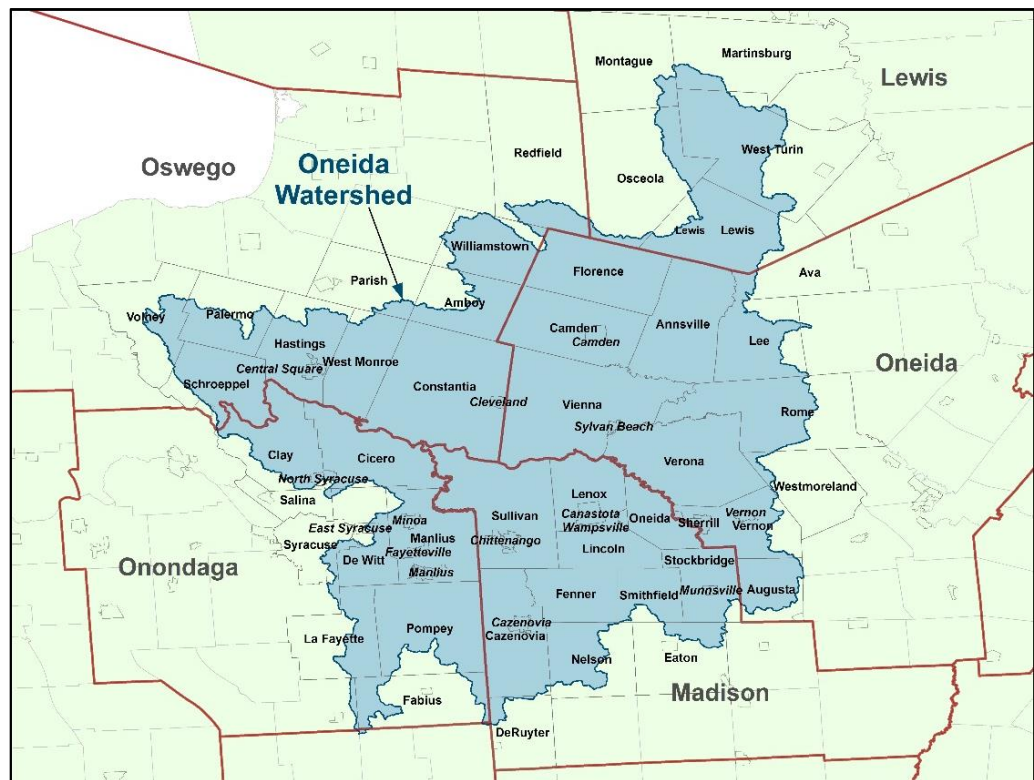 Montague
Martinsburg
Lewis
Redfield
West Turin
Oswego
Oneida
Watershed
Osceola
Williamstown
Lewis
Lewis
Florence
Ava
Parish
Amboy
Volney
Palermo
Camden
Camden
Annsville
Lee
Hastings
Central Square
West Monroe
Oneida
Schroeppel
Constantia
Cleveland
Vienna
Sylvan Beach
Rome
Clay
Cicero
Verona
North Syracuse
Salina
Westmoreland
Lenox
Minoa
Sullivan
Canastota
Oneida
Vernon
East Syracuse
Wampsville
Sherrill
Vernon
Syracuse
Manlius
Chittenango
Fayetteville
Lincoln
De Witt
Stockbridge
Onondaga
Manlius
Fenner
Smithfield
Munnsville
Augusta
Cazenovia
Cazenovia
La Fayette
Pompey
Nelson
Eaton
Fabius
Madison
DeRuyter